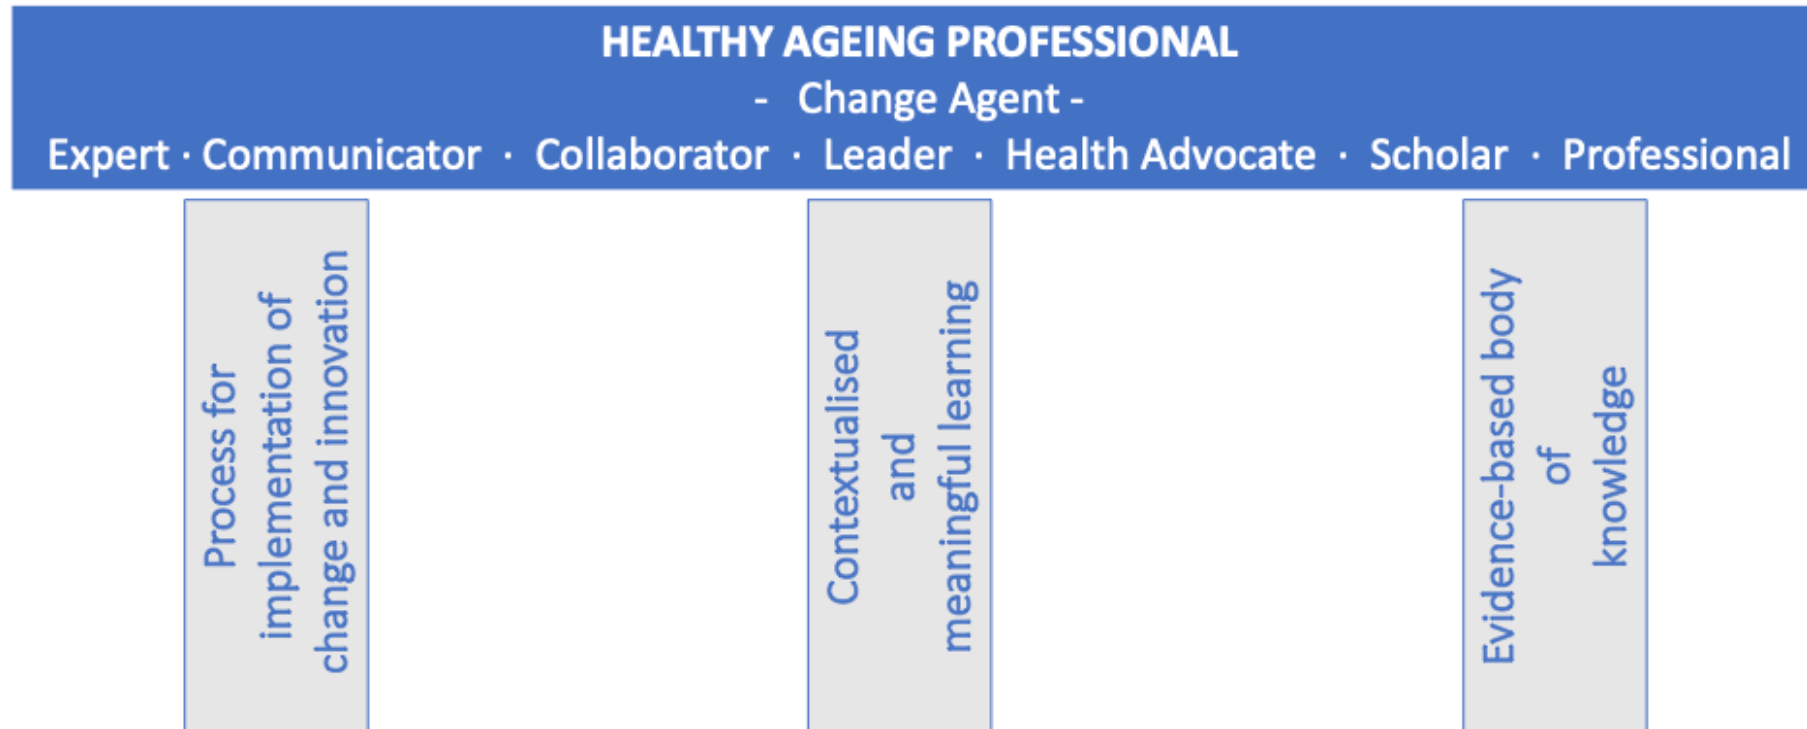 HEALTHY AGEING PROFESSIONAL
- Change Agent -
Expert · Communicator · Collaborator · Leader · Health Advocate · Scholar · Professional
Process for
implementation of
change and innovation
Contextualised
and
meaningful learning
Evidence-based body
of
knowledge